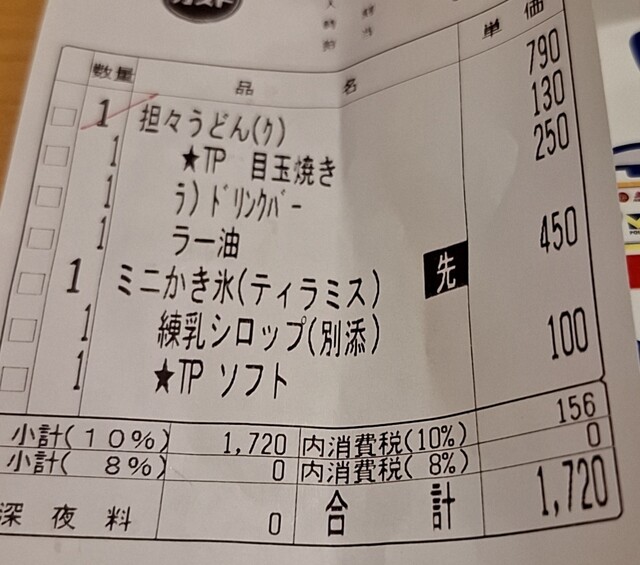 数量 品名 単価
1 担々うどん(ｸ) 790
1 ★TP 目玉焼き 130
1 う)ﾄﾞﾘﾝｸﾊﾞｰ 250
1 ラー油
1 ミニかき氷(ティラミス) 先 450
1 練乳シロップ(別添)
1 ★TP ソフト 100
小計(10%) 1,720 内消費税(10%) 156
小計( 8%) 0 内消費税( 8%) 0
深夜料 0 合計 1,720